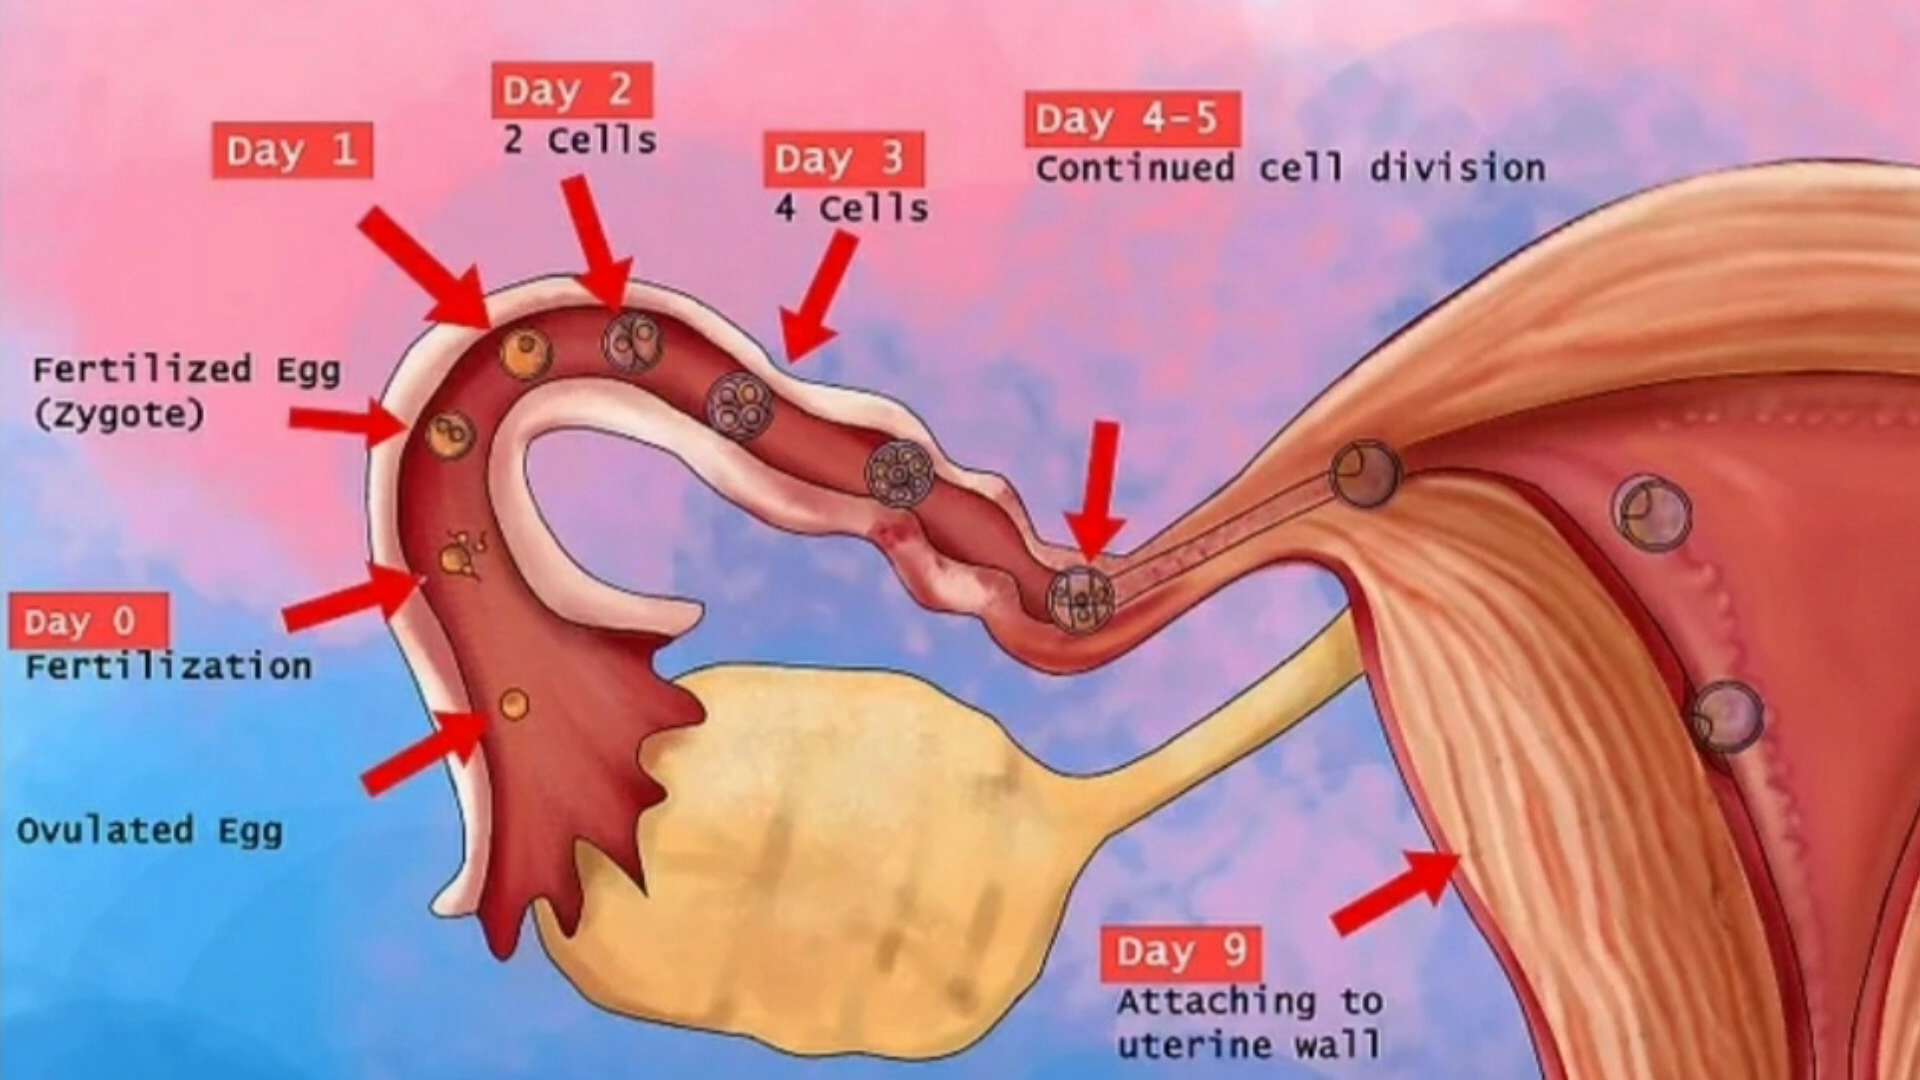 Day 1
Day 2
2 Cells
Day 3
4 Cells
Day 4-5
Continued cell division
Fertilized Egg
(Zygote)
Day 0
Fertilization
Ovulated Egg
Day 9
Attaching to
uterine wall